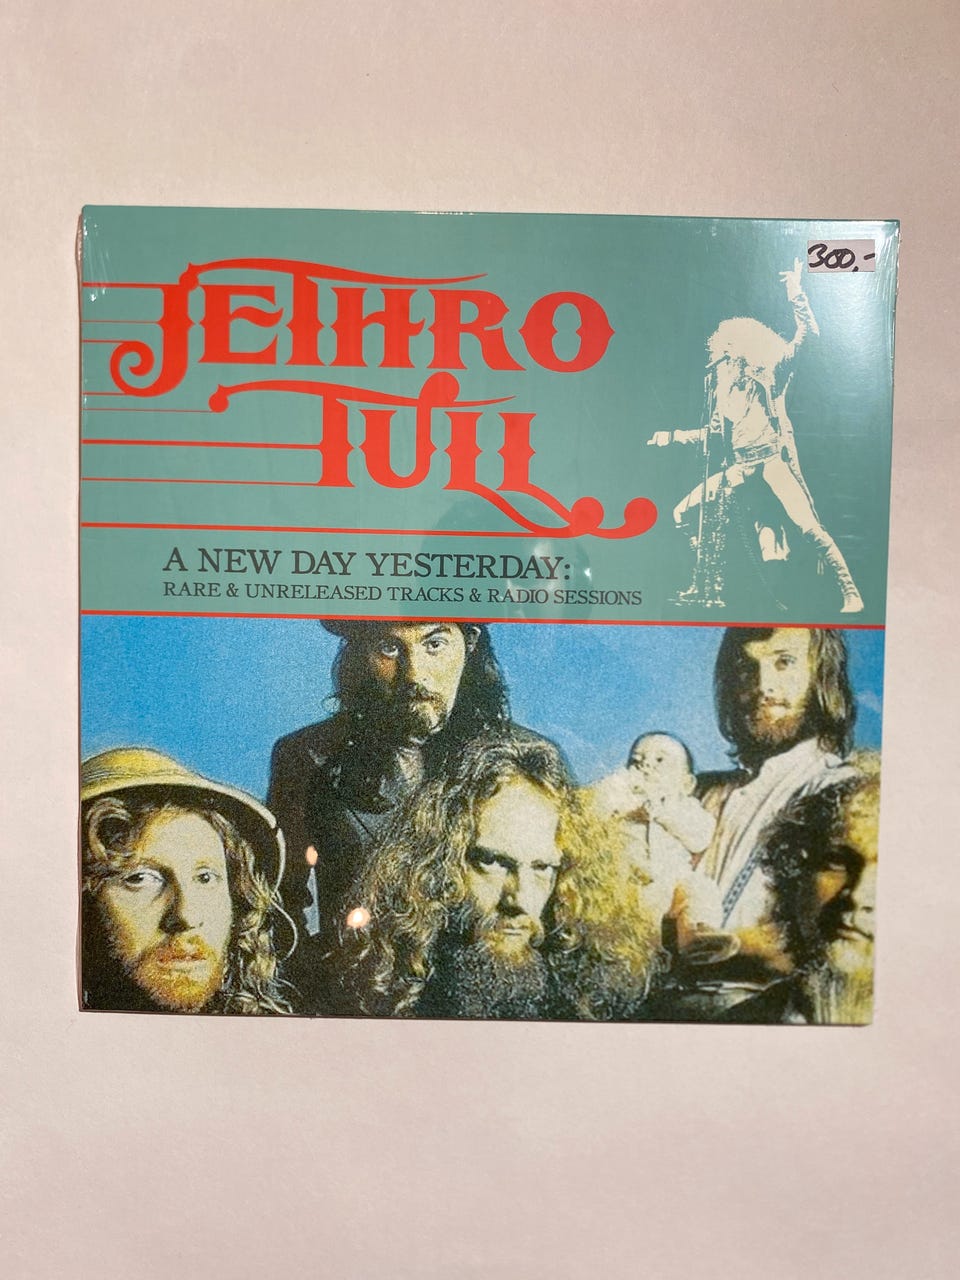 300,-
JETHRO
TULL
A NEW DAY YESTERDAY:
RARE & UNRELEASED TRACKS & RADIO SESSIONS